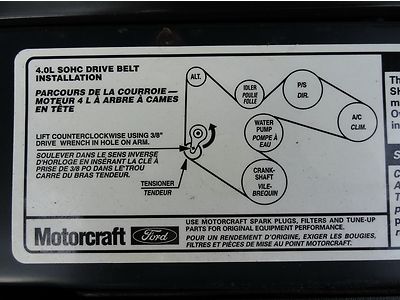 4.0L SOHC DRIVE BELT
INSTALLATION
PARCOURS DE LA COURROIE—
MOTEUR 4 L À ARBRE À CAMES
EN TÊTE
LIFT COUNTERCLOCKWISE USING 3/8"
DRIVE WRENCH IN HOLE ON ARM.
SOULEVER DANS LE SENS INVERSE
D'HORLOGE EN INSÉRANT LA CLÉ À
PRISE DE 3/8 PO DANS LE TROU
CARRÉ DU BRAS TENDEUR.
TENSIONER
TENDEUR
ALT.
IDLER
POULIE
FOLLE
P/S
DIR.
A/C
CLIM.
WATER
PUMP
POMPE À
EAU
CRANK-
SHAFT
VILE-
BREQUIN
Motorcraft
Ford
USE MOTORCRAFT SPARK PLUGS, FILTERS AND TUNE-UP
PARTS FOR ORIGINAL EQUIPMENT PERFORMANCE.
POUR UN RENDEMENT D'ORIGINE, EXIGER LES BOUGIES,
FILTRES ET PIÈCES DE MISE AU POINT MOTORCRAFT.